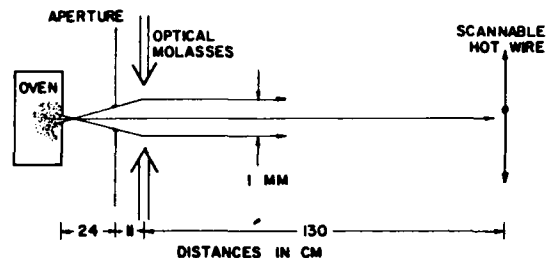 APERTURE
OPTICAL
MOLASSES
SCANNABLE
HOT WIRE
OVEN
1 MM
24
11
130
DISTANCES IN CM